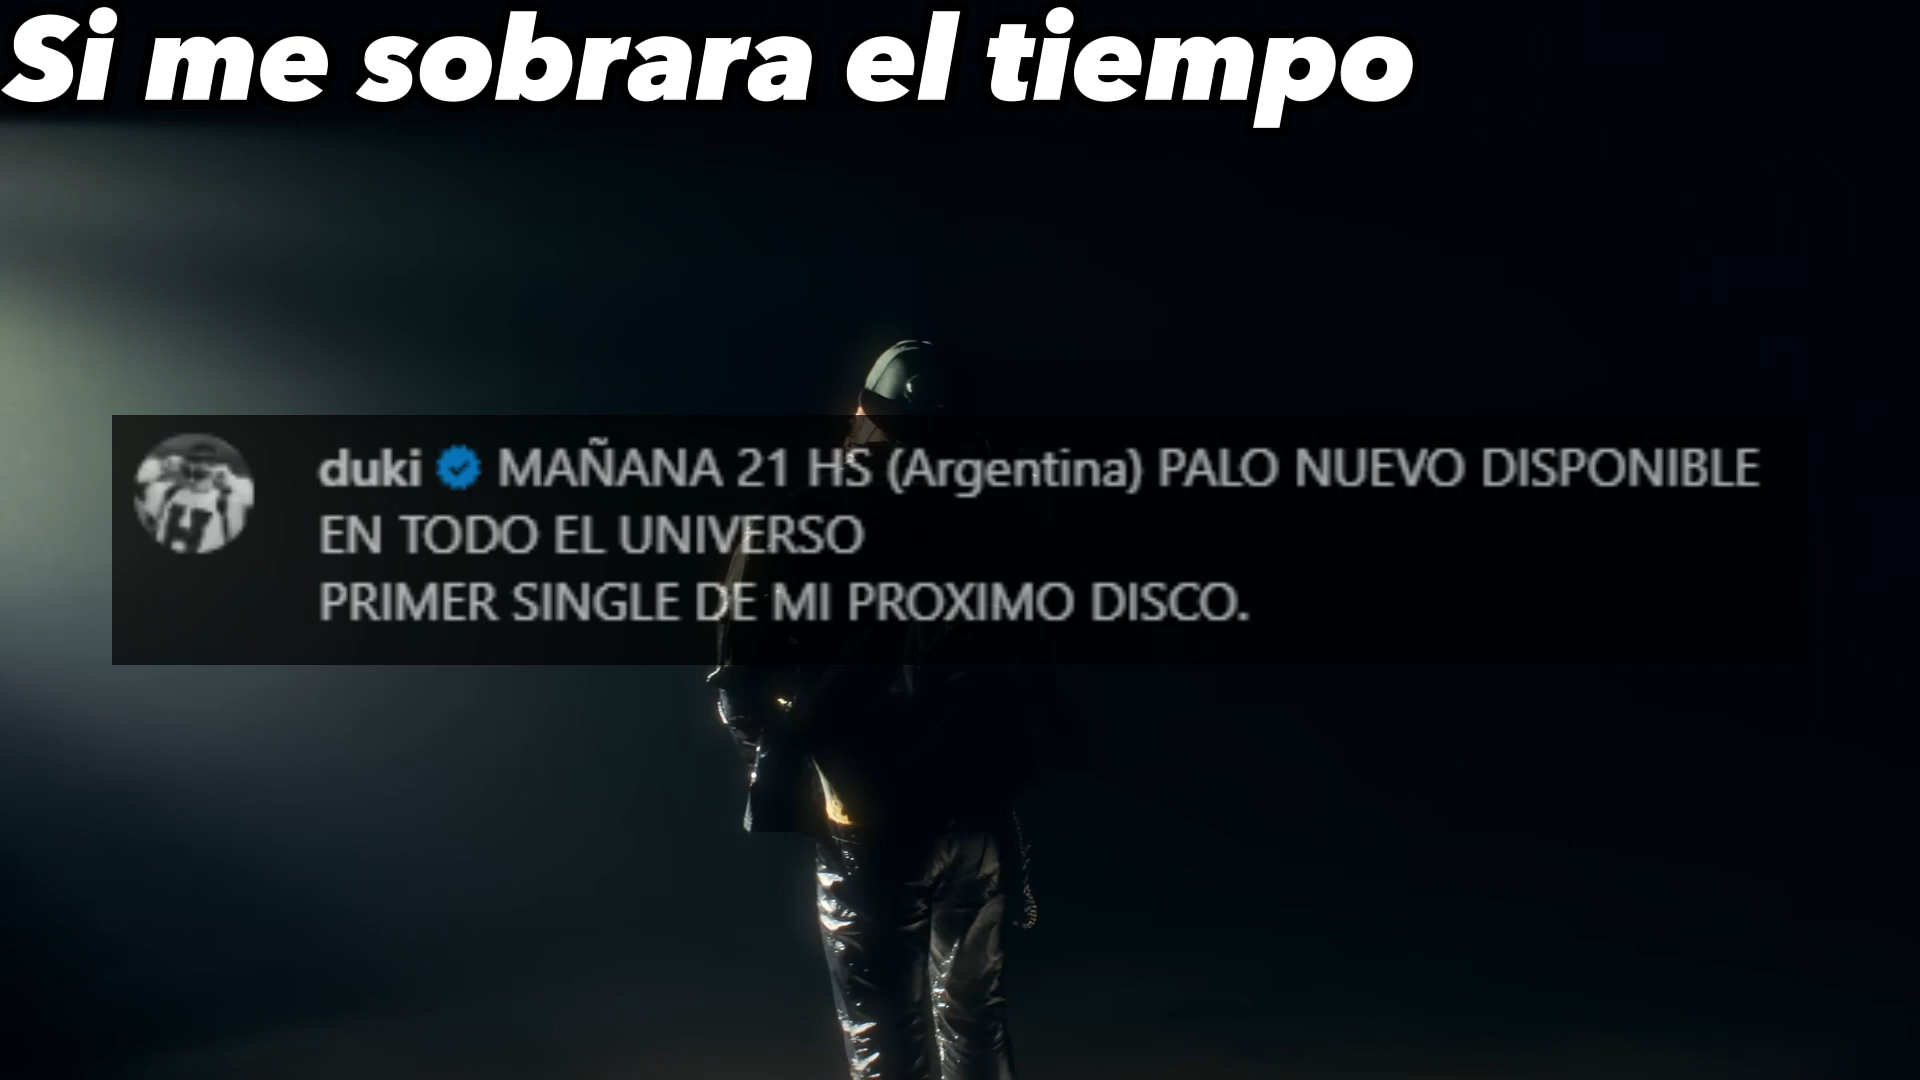 Si me sobrara el tiempo
duki MAÑANA 21 HS (Argentina) PALO NUEVO DISPONIBLE
EN TODO EL UNIVERSO
PRIMER SINGLE DE MI PROXIMO DISCO.